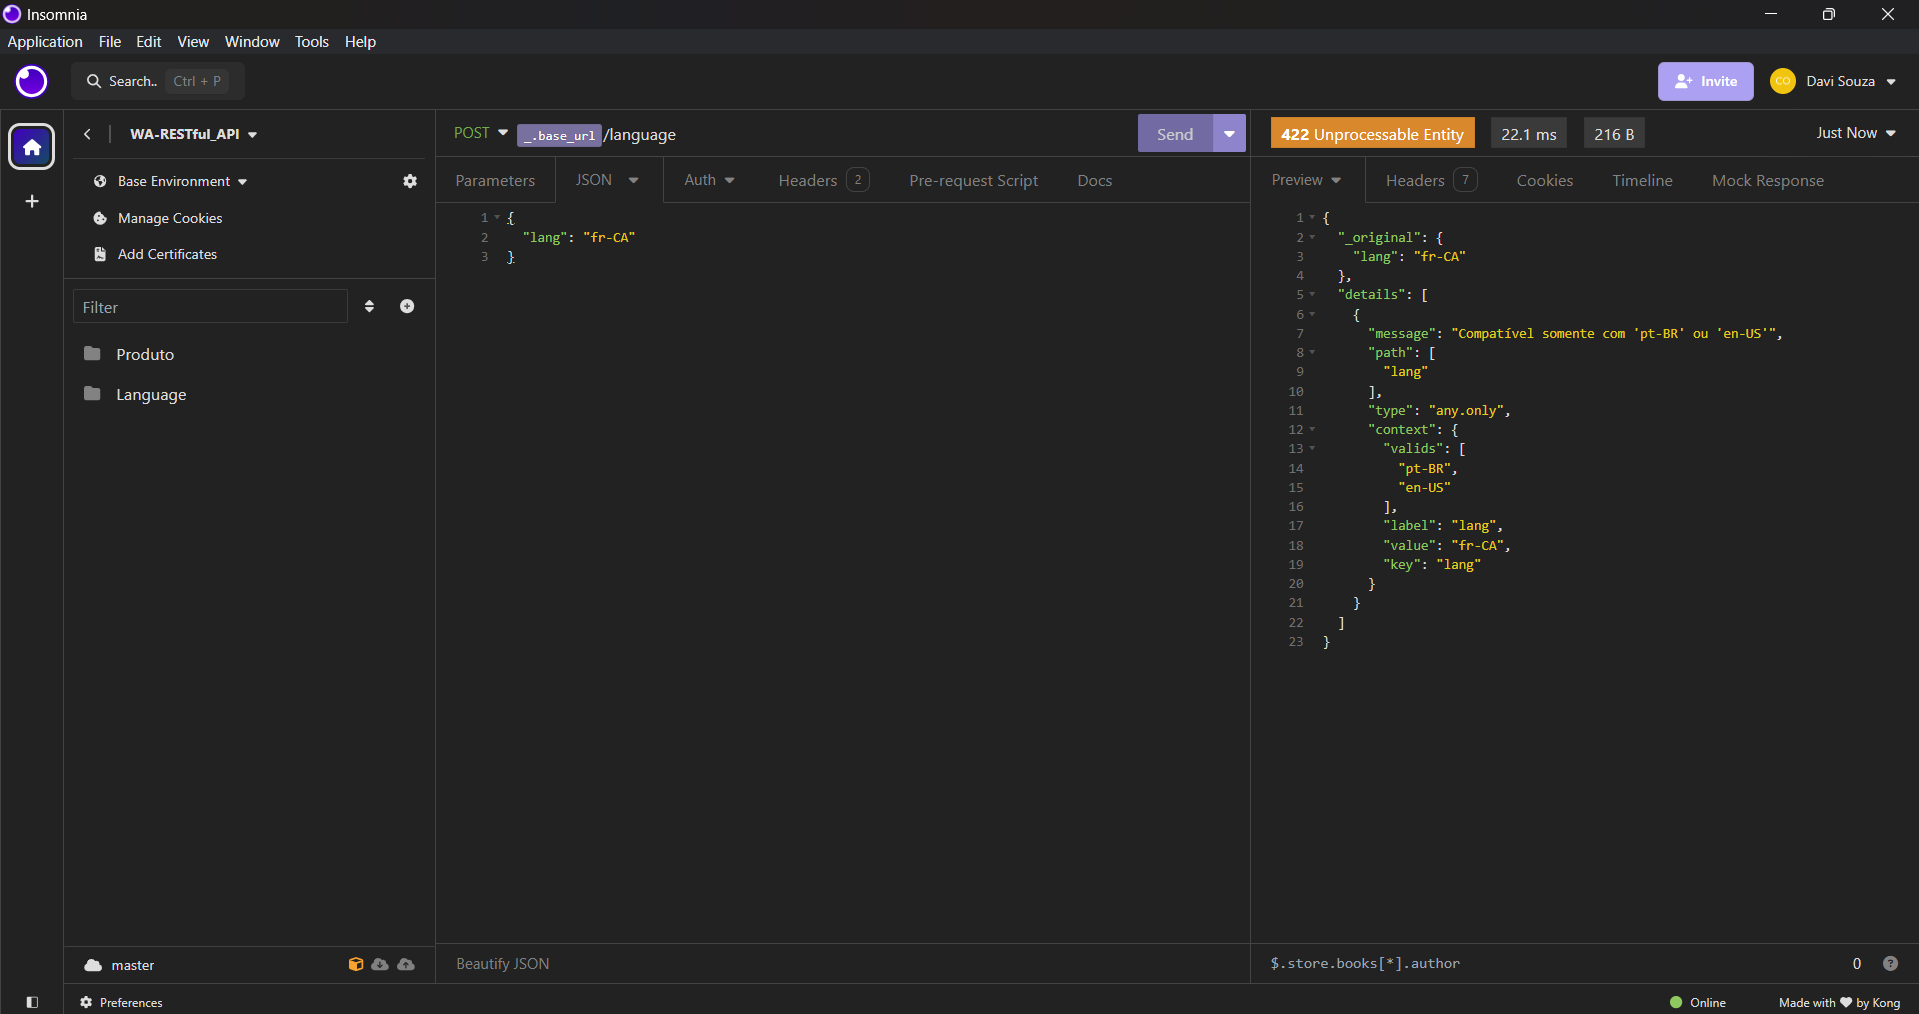 Insomnia
Application File Edit View Window Tools Help
Search.. Ctrl + P
Invite
CO Davi Souza
WA-RESTful_API
Base Environment
Manage Cookies
Add Certificates
Filter
Produto
Language
master
Preferences
POST _.base_url/language
Send
Parameters JSON Auth Headers 2 Pre-request Script Docs
1 {
2 "lang": "fr-CA"
3 }
Beautify JSON
422 Unprocessable Entity 22.1 ms 216 B Just Now
Preview Headers 7 Cookies Timeline Mock Response
1 {
2 "_original": {
3 "lang": "fr-CA"
4 },
5 "details": [
6 {
7 "message": "Compatível somente com 'pt-BR' ou 'en-US'",
8 "path": [
9 "lang"
10 ],
11 "type": "any.only",
12 "context": {
13 "valids": [
14 "pt-BR",
15 "en-US"
16 ],
17 "label": "lang",
18 "value": "fr-CA",
19 "key": "lang"
20 }
21 }
22 ]
23 }
$.store.books[*].author 0 ?
Online Made with ♥ by Kong